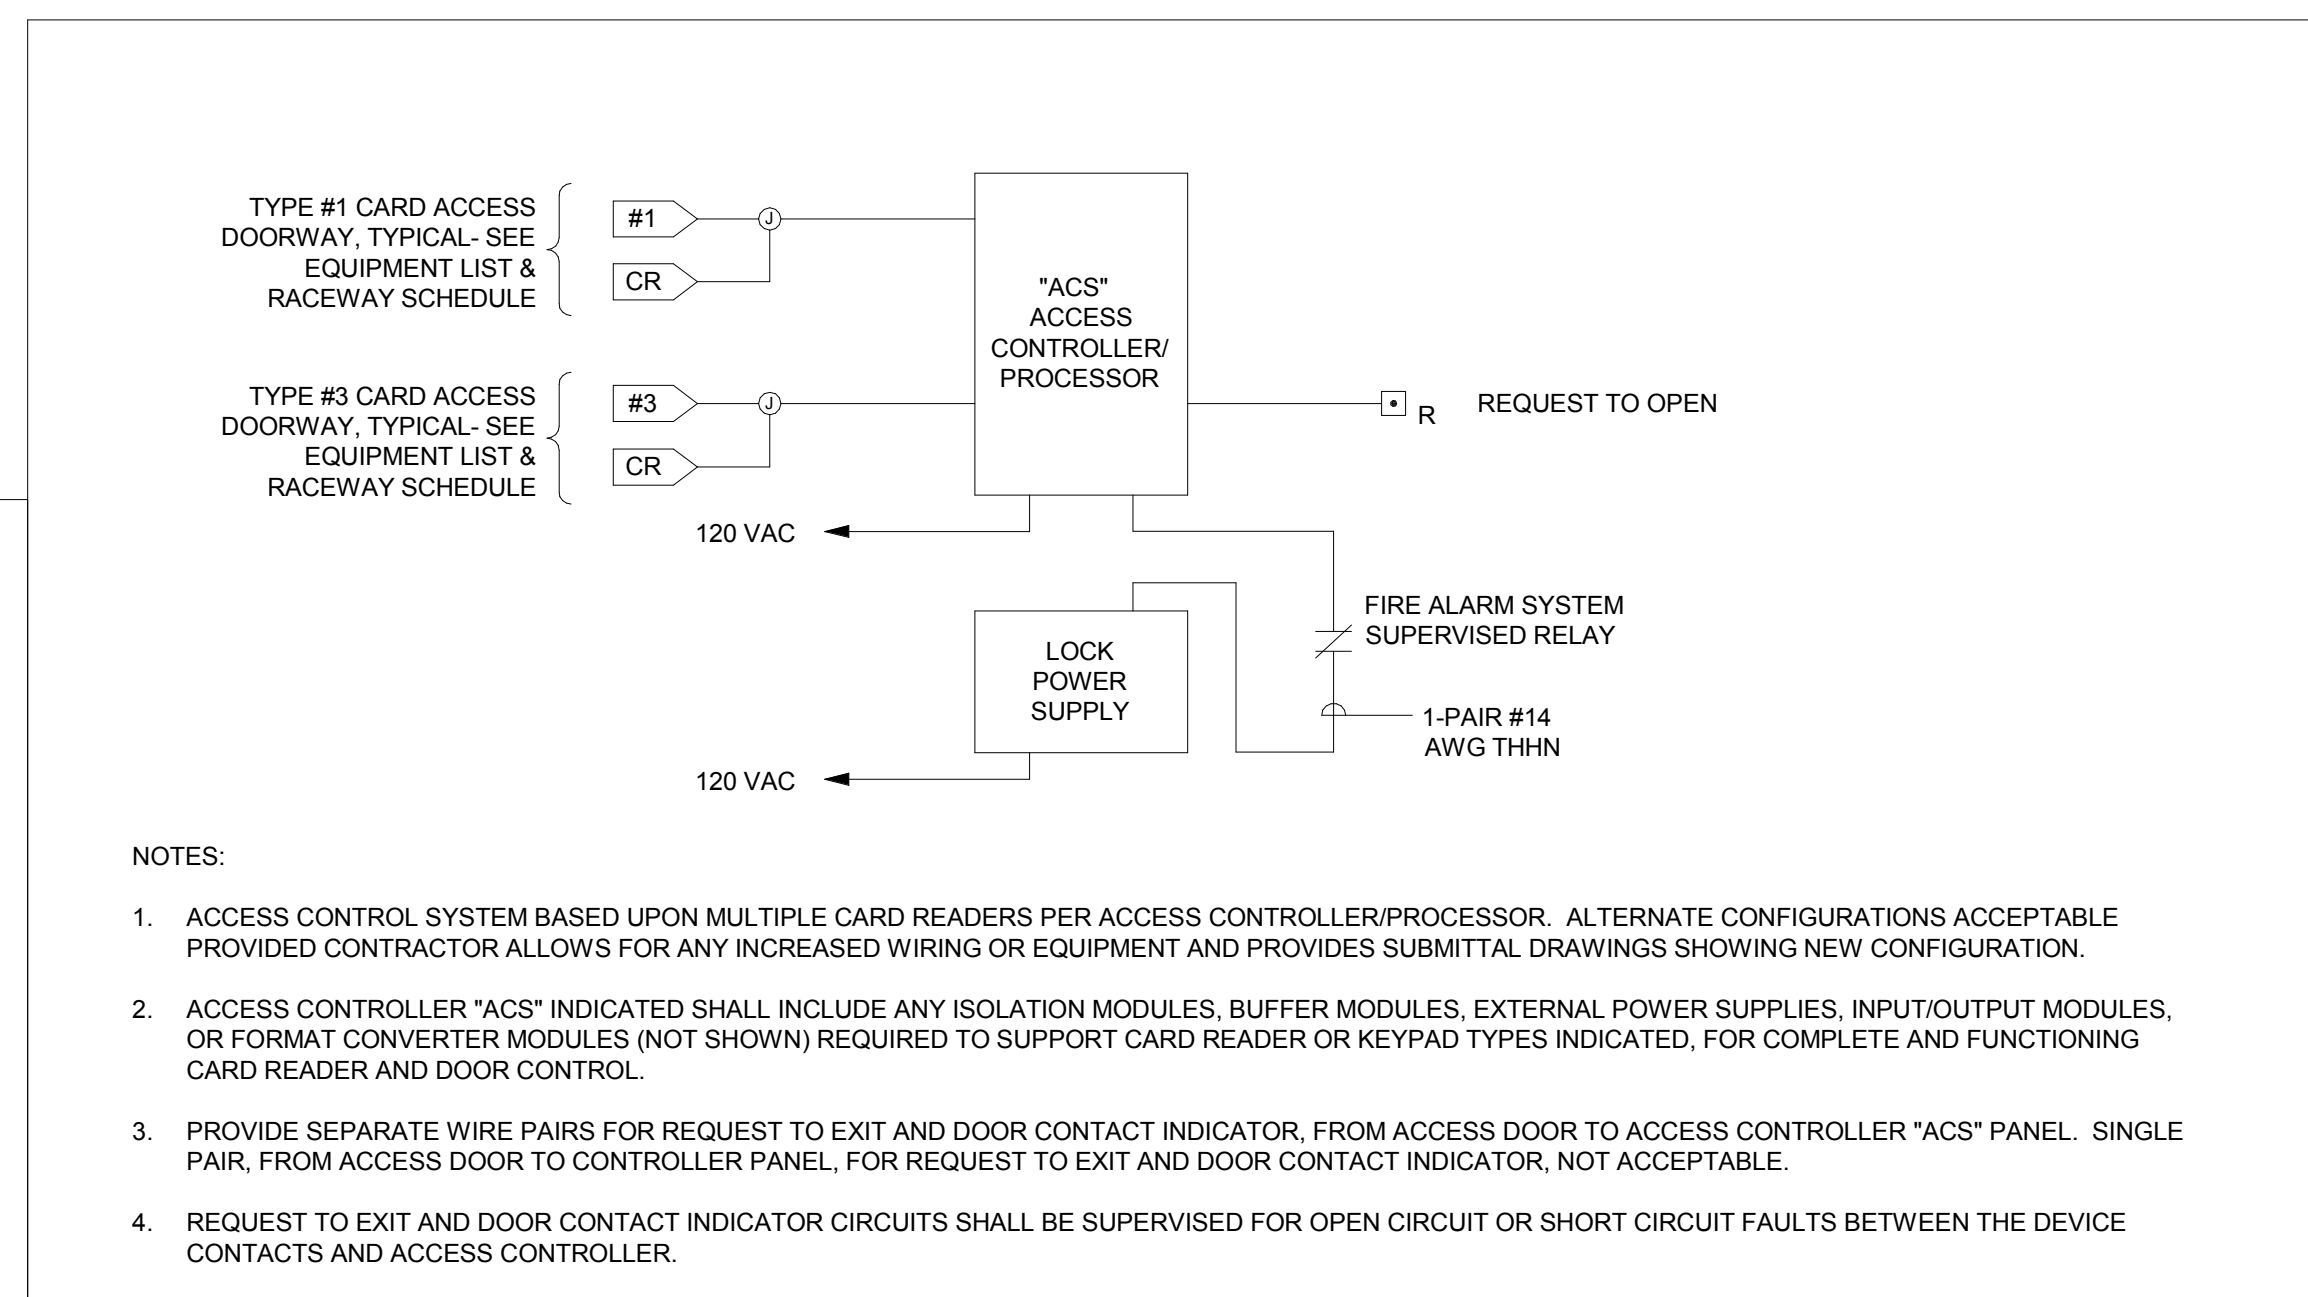 TYPE #1 CARD ACCESS
DOORWAY, TYPICAL- SEE
EQUIPMENT LIST &
RACEWAY SCHEDULE
#1
J
CR
"ACS"
ACCESS
CONTROLLER/
PROCESSOR
TYPE #3 CARD ACCESS
DOORWAY, TYPICAL- SEE
EQUIPMENT LIST &
RACEWAY SCHEDULE
#3
J
CR
R
REQUEST TO OPEN
120 VAC
FIRE ALARM SYSTEM
SUPERVISED RELAY
LOCK
POWER
SUPPLY
1-PAIR #14
AWG THHN
120 VAC
NOTES:
1. ACCESS CONTROL SYSTEM BASED UPON MULTIPLE CARD READERS PER ACCESS CONTROLLER/PROCESSOR. ALTERNATE CONFIGURATIONS ACCEPTABLE
PROVIDED CONTRACTOR ALLOWS FOR ANY INCREASED WIRING OR EQUIPMENT AND PROVIDES SUBMITTAL DRAWINGS SHOWING NEW CONFIGURATION.
2. ACCESS CONTROLLER "ACS" INDICATED SHALL INCLUDE ANY ISOLATION MODULES, BUFFER MODULES, EXTERNAL POWER SUPPLIES, INPUT/OUTPUT MODULES,
OR FORMAT CONVERTER MODULES (NOT SHOWN) REQUIRED TO SUPPORT CARD READER OR KEYPAD TYPES INDICATED, FOR COMPLETE AND FUNCTIONING
CARD READER AND DOOR CONTROL.
3. PROVIDE SEPARATE WIRE PAIRS FOR REQUEST TO EXIT AND DOOR CONTACT INDICATOR, FROM ACCESS DOOR TO ACCESS CONTROLLER "ACS" PANEL. SINGLE
PAIR, FROM ACCESS DOOR TO CONTROLLER PANEL, FOR REQUEST TO EXIT AND DOOR CONTACT INDICATOR, NOT ACCEPTABLE.
4. REQUEST TO EXIT AND DOOR CONTACT INDICATOR CIRCUITS SHALL BE SUPERVISED FOR OPEN CIRCUIT OR SHORT CIRCUIT FAULTS BETWEEN THE DEVICE
CONTACTS AND ACCESS CONTROLLER.